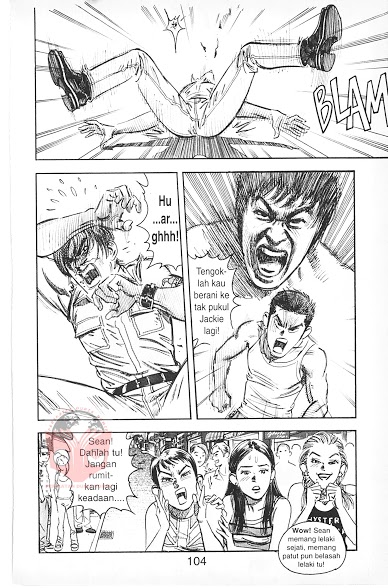 BLAM
Hu
...ar...
ghhh!
Tengok-
lah kau
berani ke
tak pukul
Jackie
lagi!
Sean!
Dahlah tu!
Jangan
rumit-
kan lagi
keadaan....
Wow! Sean
memang lelaki
sejati, memang
patut pun belasah
lelaki tu!
104